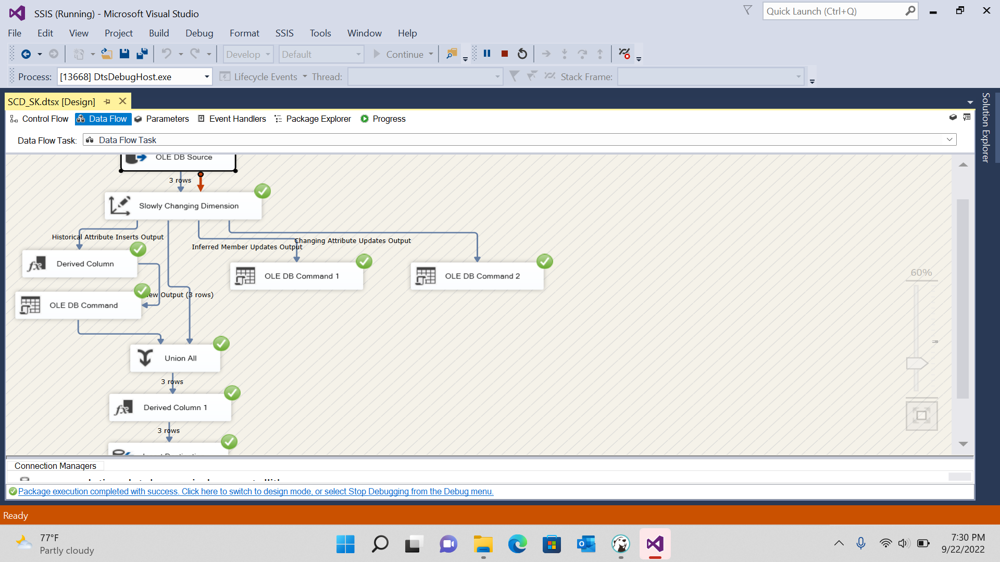 SSIS (Running) - Microsoft Visual Studio
Quick Launch (Ctrl+Q)
File Edit View Project Build Debug Format SSIS Tools Window Help
Develop Default Continue
Process: [13668] DtsDebugHost.exe Lifecycle Events Thread: Stack Frame:
SCD_SK.dtsx [Design]
Solution Explorer
Control Flow Data Flow Parameters Event Handlers Package Explorer Progress
Data Flow Task: Data Flow Task
OLE DB Source
3 rows
Slowly Changing Dimension
Historical Attribute Inserts Output
Changing Attribute Updates Output
Inferred Member Updates Output
Derived Column
OLE DB Command 1
OLE DB Command 2
60%
Output (3 rows)
OLE DB Command
Union All
3 rows
Derived Column 1
3 rows
Connection Managers
Package execution completed with success. Click here to switch to design mode, or select Stop Debugging from the Debug menu.
Ready
77°F
Partly cloudy
7:30 PM
9/22/2022